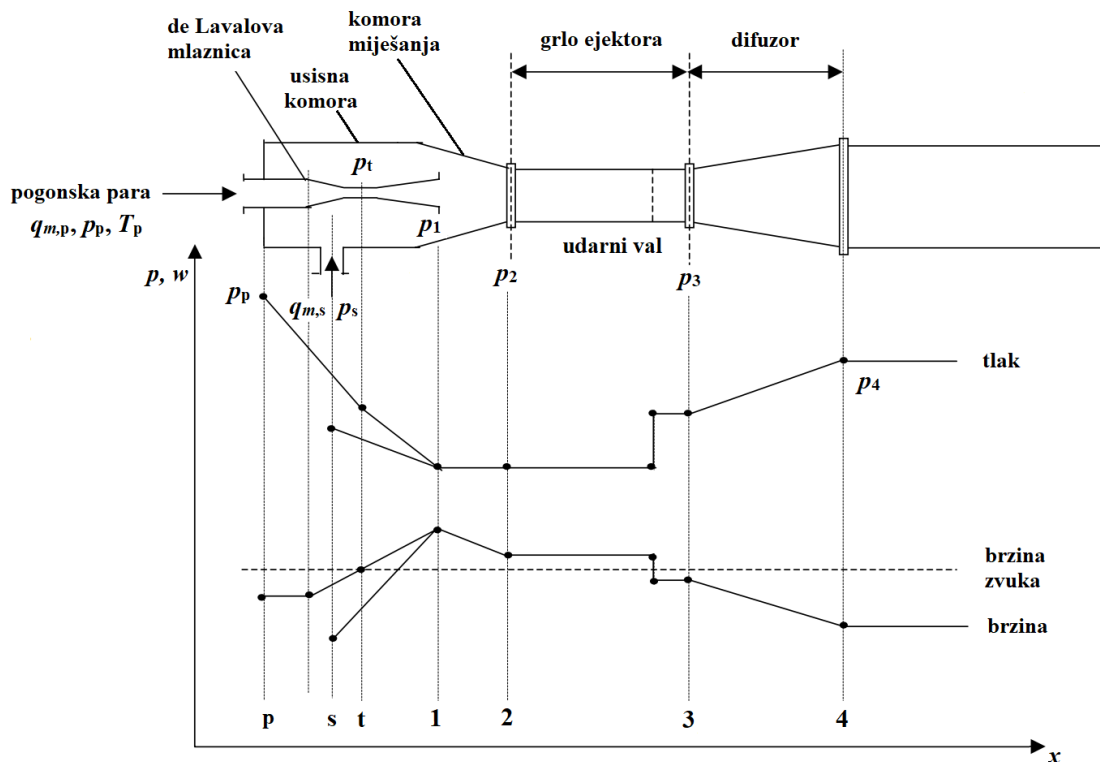 de Lavalova
mlaznica
komora
miješanja
grlo ejektora
difuzor
usisna
komora
pt
pogonska para
qm,p, pp, Tp
p1
udarni val
p, w
p2
p3
pp
qm,s ps
tlak
p4
brzina
zvuka
brzina
p s t 1 2 3 4
x